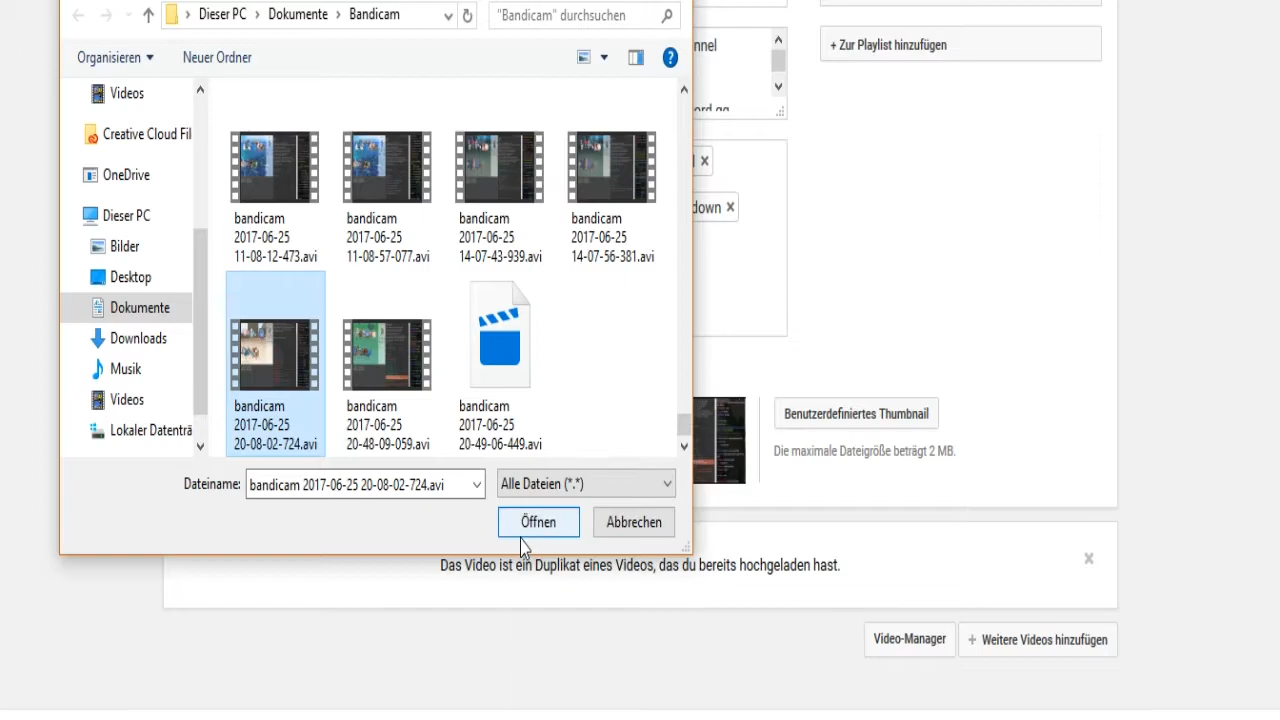 Dieser PC > Dokumente > Bandicam
"Bandicam" durchsuchen
Organisieren
Neuer Ordner
?
Videos
Creative Cloud Fil
OneDrive
Dieser PC
Bilder
Desktop
Dokumente
Downloads
Musik
Videos
Lokaler Datenträ
bandicam
2017-06-25
11-08-12-473.avi
bandicam
2017-06-25
11-08-57-077.avi
bandicam
2017-06-25
14-07-43-939.avi
bandicam
2017-06-25
14-07-56-381.avi
bandicam
2017-06-25
20-08-02-724.avi
bandicam
2017-06-25
20-48-09-059.avi
bandicam
2017-06-25
20-49-06-449.avi
Dateiname:
bandicam 2017-06-25 20-08-02-724.avi
Alle Dateien (*.*)
Öffnen
Abbrechen
nnel
+ Zur Playlist hinzufügen
down ×
Benutzerdefiniertes Thumbnail
Die maximale Dateigröße beträgt 2 MB.
Das Video ist ein Duplikat eines Videos, das du bereits hochgeladen hast.
Video-Manager
+ Weitere Videos hinzufügen